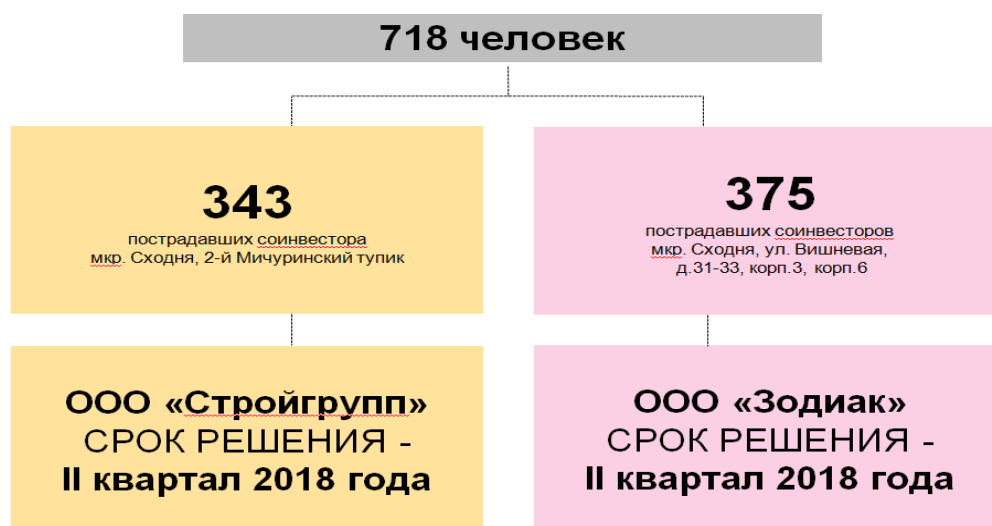 718 человек
343
пострадавших соинвестора
мкр. Сходня, 2-й Мичуринский тупик
375
пострадавших соинвесторов
мкр. Сходня, ул. Вишневая,
д.31-33, корп.3, корп.6
ООО «Стройгрупп»
СРОК РЕШЕНИЯ -
II квартал 2018 года
ООО «Зодиак»
СРОК РЕШЕНИЯ -
II квартал 2018 года